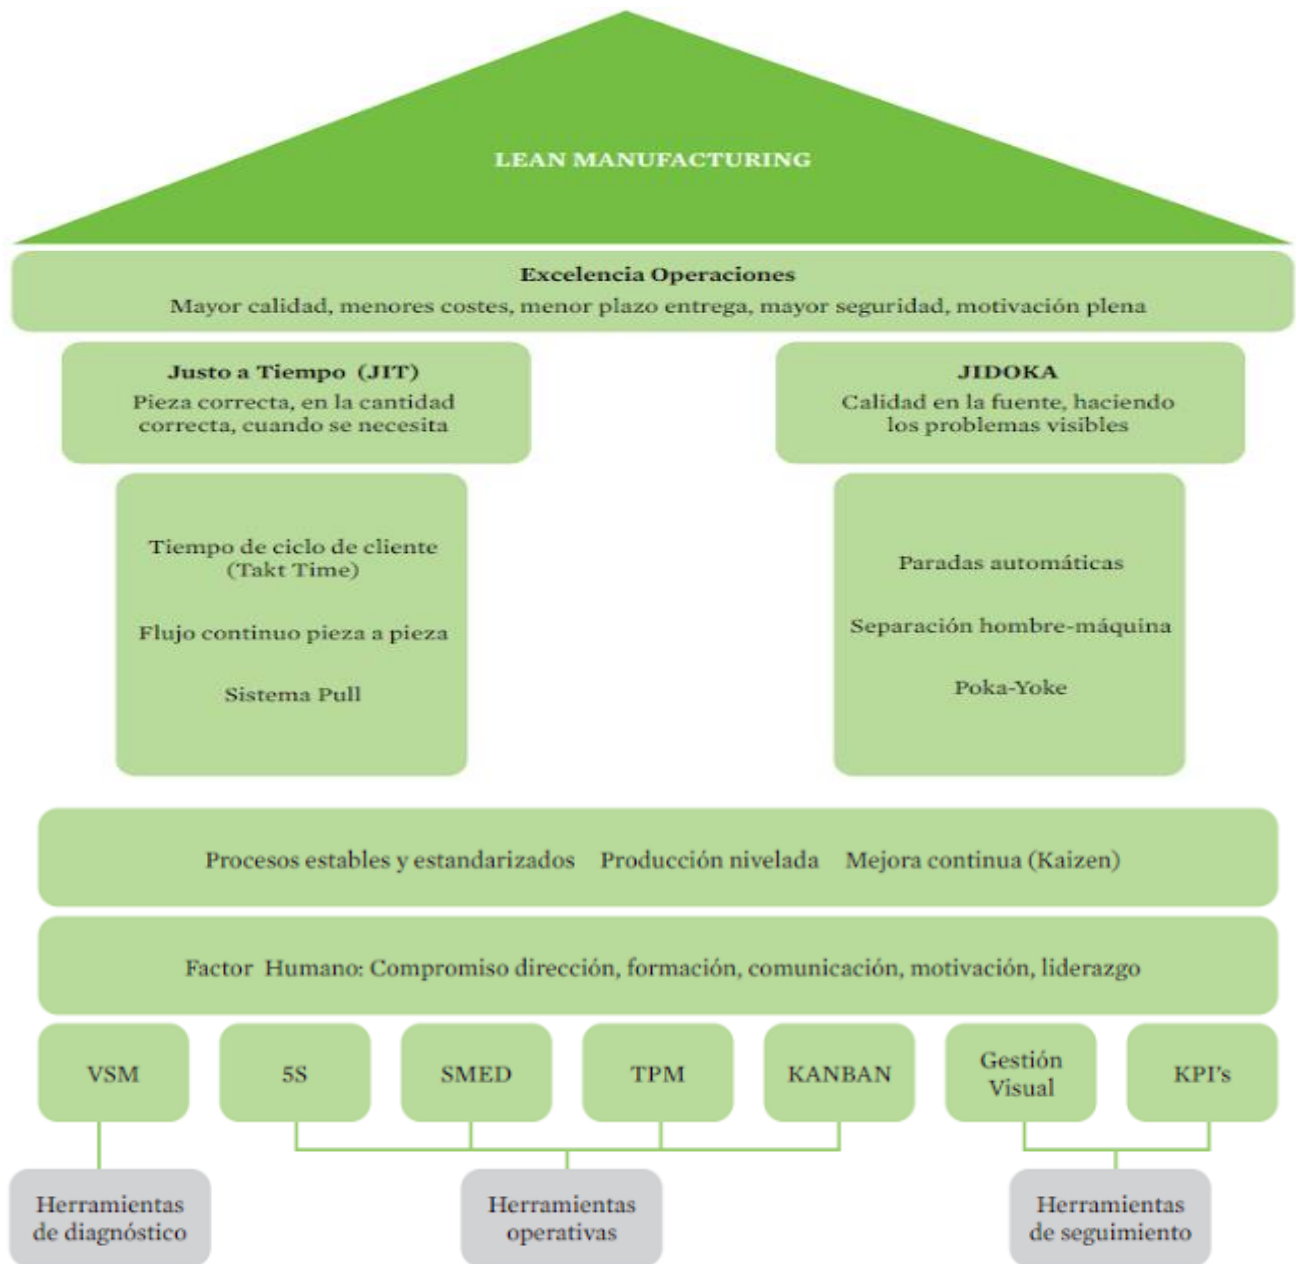 LEAN MANUFACTURING
Excelencia Operaciones
Mayor calidad, menores costes, menor plazo entrega, mayor seguridad, motivación plena
Justo a Tiempo (JIT)
Pieza correcta, en la cantidad
correcta, cuando se necesita
JIDOKA
Calidad en la fuente, haciendo
los problemas visibles
Tiempo de ciclo de cliente
(Takt Time)
Flujo continuo pieza a pieza
Sistema Pull
Paradas automáticas
Separación hombre-máquina
Poka-Yoke
Procesos estables y estandarizados Producción nivelada Mejora continua (Kaizen)
Factor Humano: Compromiso dirección, formación, comunicación, motivación, liderazgo
VSM
5S
SMED
TPM
KANBAN
Gestión
Visual
KPI's
Herramientas
de diagnóstico
Herramientas
operativas
Herramientas
de seguimiento